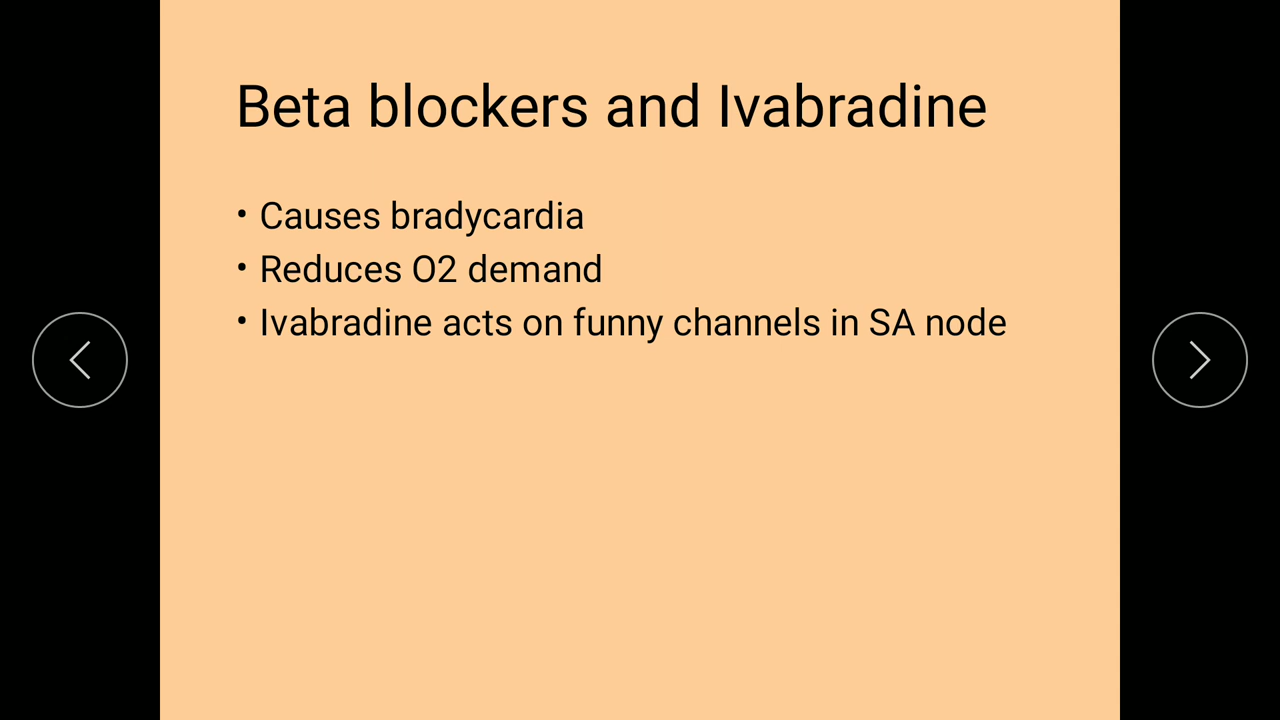 Beta blockers and Ivabradine
• Causes bradycardia
• Reduces O2 demand
• Ivabradine acts on funny channels in SA node